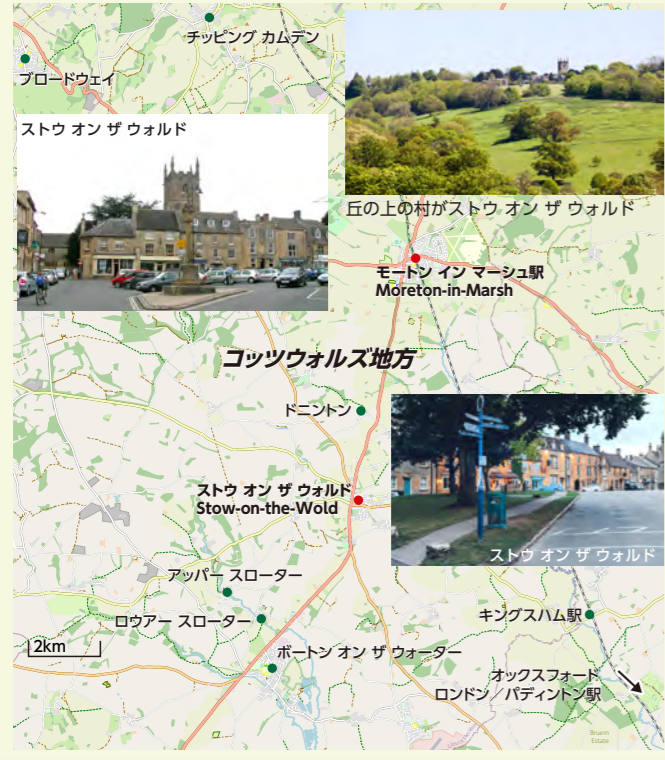 チッピング カムデン
ブロードウェイ
ストウ オン ザ ウォルド
丘の上の村がストウ オン ザ ウォルド
モートン イン マーシュ駅
Moreton-in-Marsh
コッツウォルズ地方
ドニントン
ストウ オン ザ ウォルド
Stow-on-the-Wold
ストウ オン ザ ウォルド
アッパー スローター
ロウアー スローター
キングスハム駅
2km
ボートン オン ザ ウォーター
オックスフォード
ロンドン／パディントン駅
Bruern
Estate